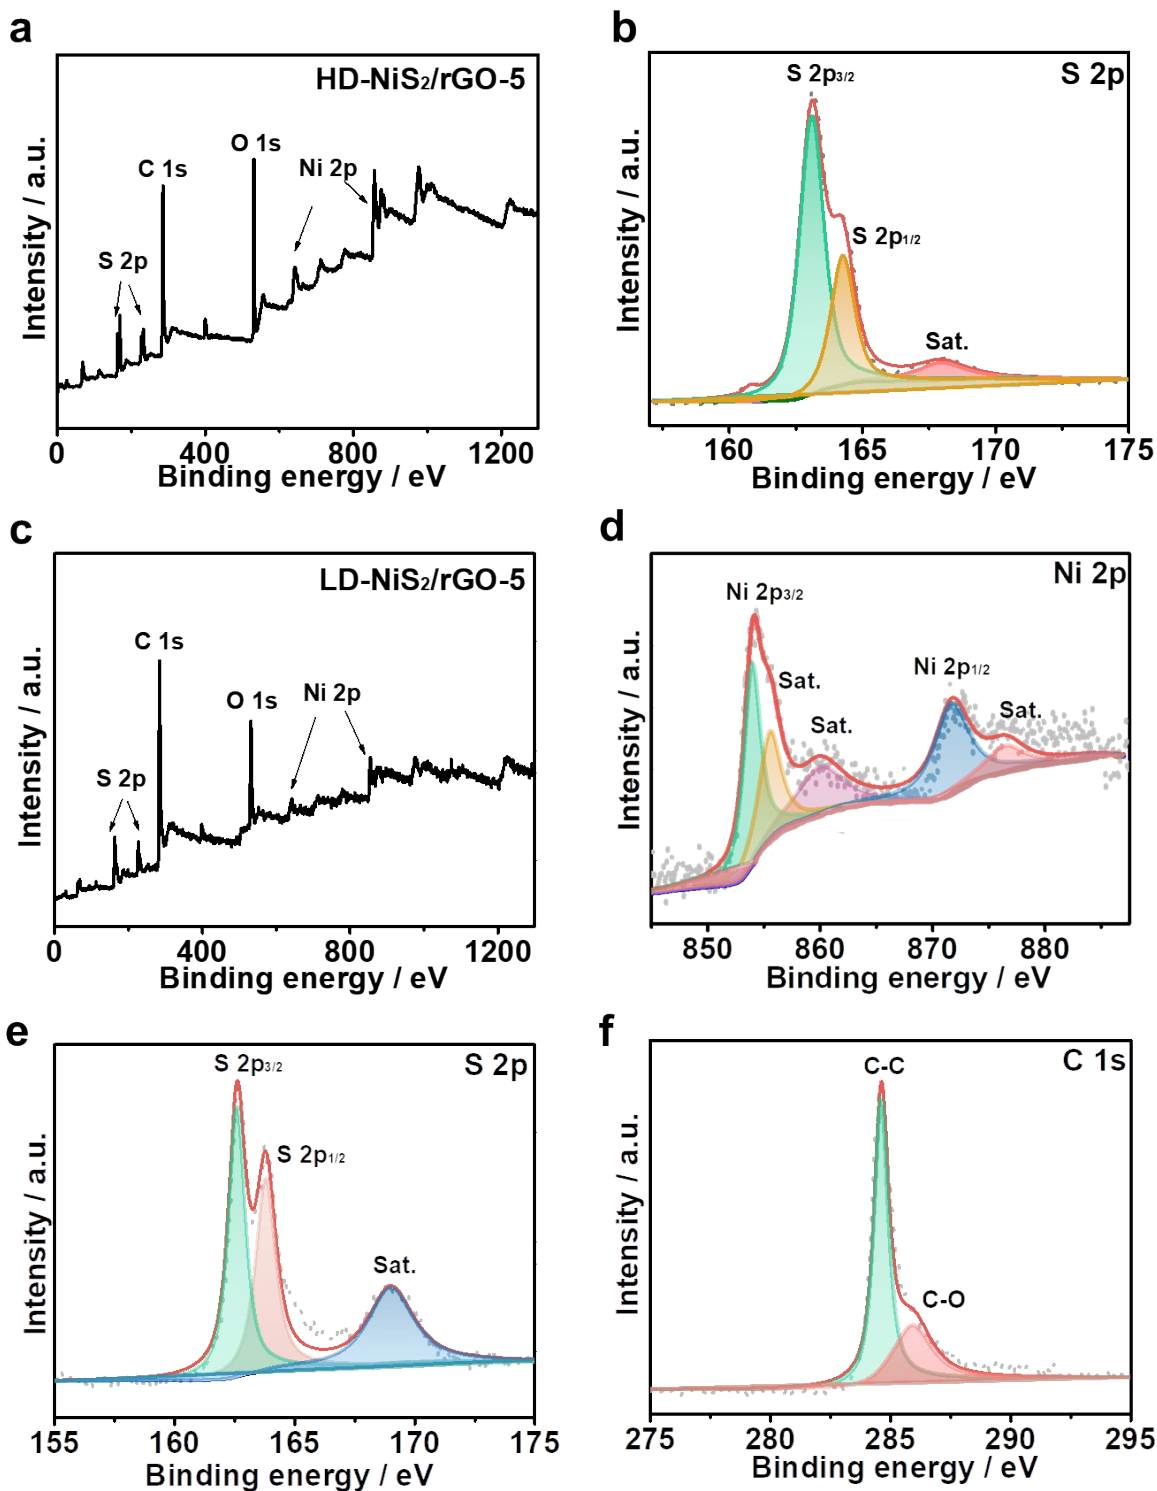 a
HD-NiS₂/rGO-5
C 1s
O 1s
Ni 2p
S 2p
Intensity / a.u.
0 400 800 1200
Binding energy / eV
b
S 2p
S 2p₃/₂
S 2p₁/₂
Sat.
Intensity / a.u.
160 165 170 175
Binding energy / eV
c
LD-NiS₂/rGO-5
C 1s
O 1s
Ni 2p
S 2p
Intensity / a.u.
0 400 800 1200
Binding energy / eV
d
Ni 2p
Ni 2p₃/₂
Sat.
Sat.
Ni 2p₁/₂
Sat.
Intensity / a.u.
850 860 870 880
Binding energy / eV
e
S 2p
S 2p₃/₂
S 2p₁/₂
Sat.
Intensity / a.u.
155 160 165 170 175
Binding energy / eV
f
C 1s
C-C
C-O
Intensity / a.u.
275 280 285 290 295
Binding energy / eV